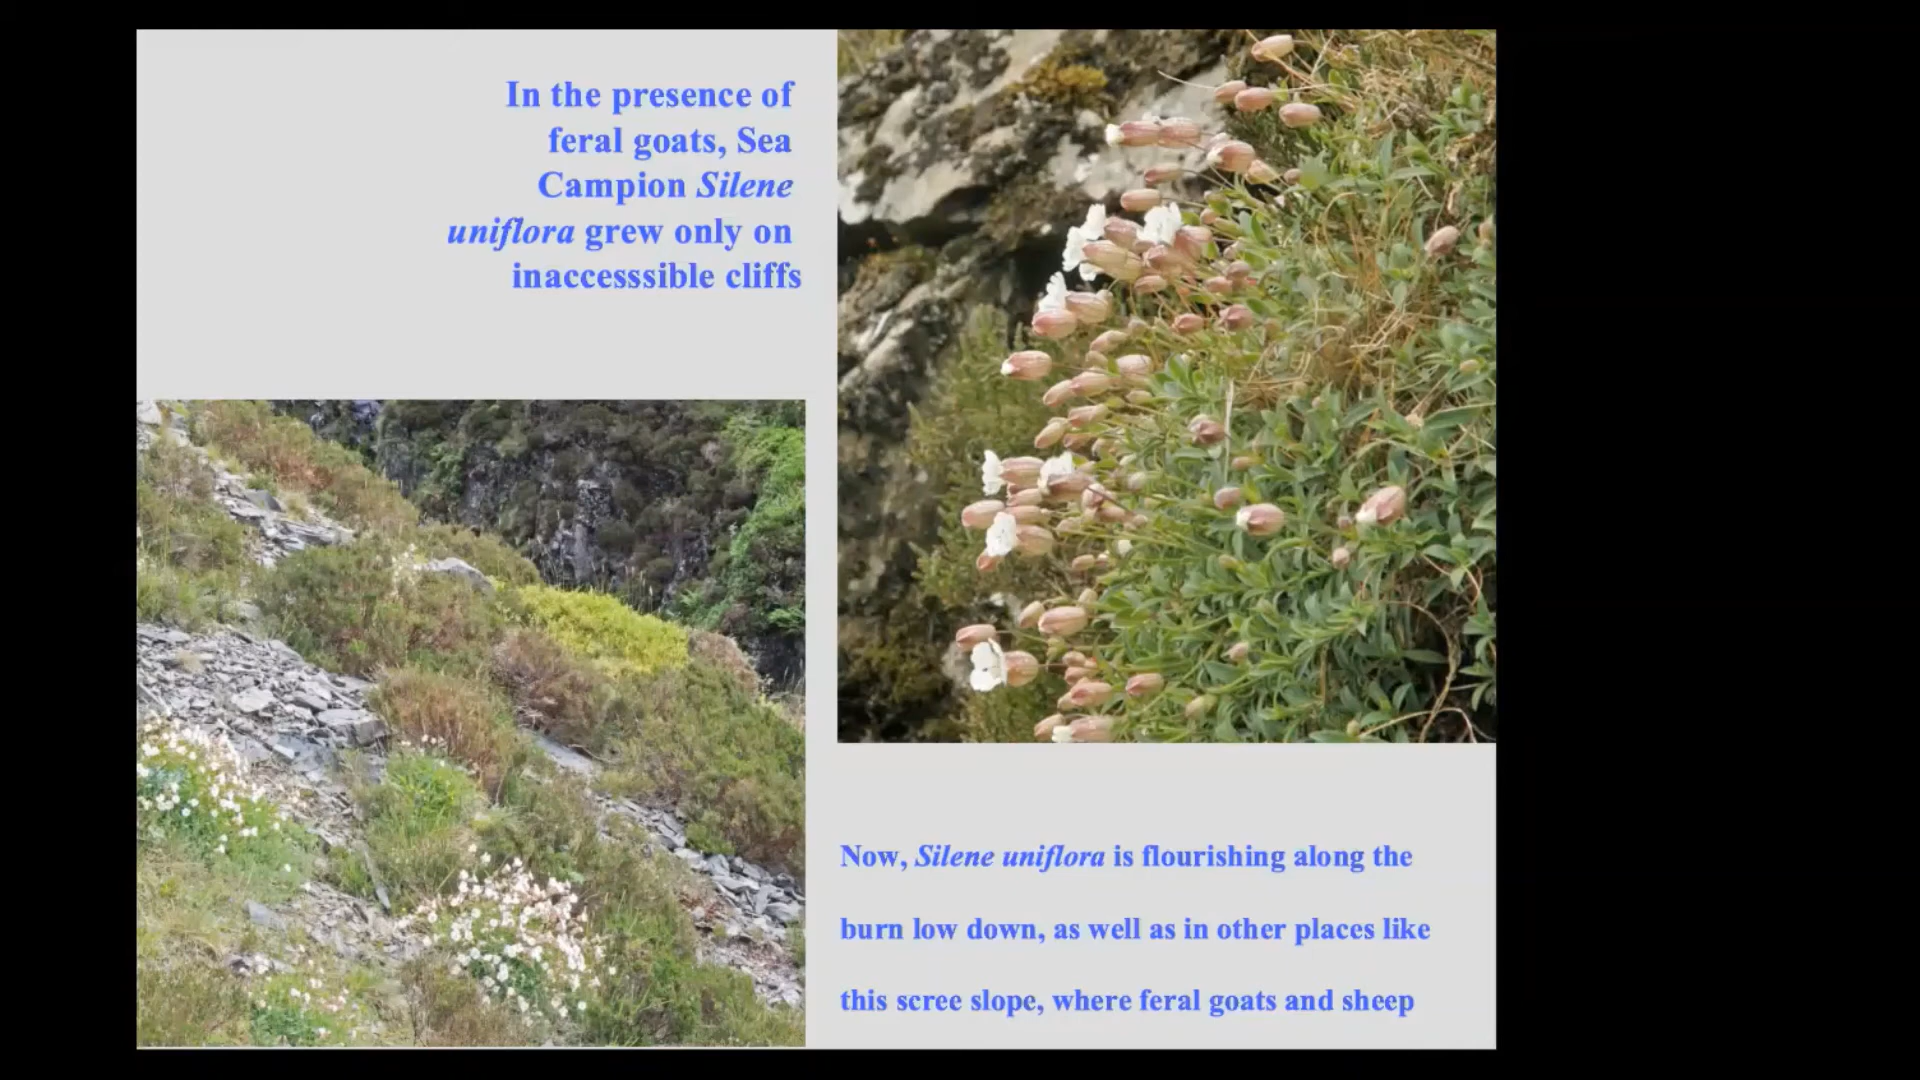 In the presence of
feral goats, Sea
Campion Silene
uniflora grew only on
inaccesssible cliffs
Now, Silene uniflora is flourishing along the
burn low down, as well as in other places like
this scree slope, where feral goats and sheep